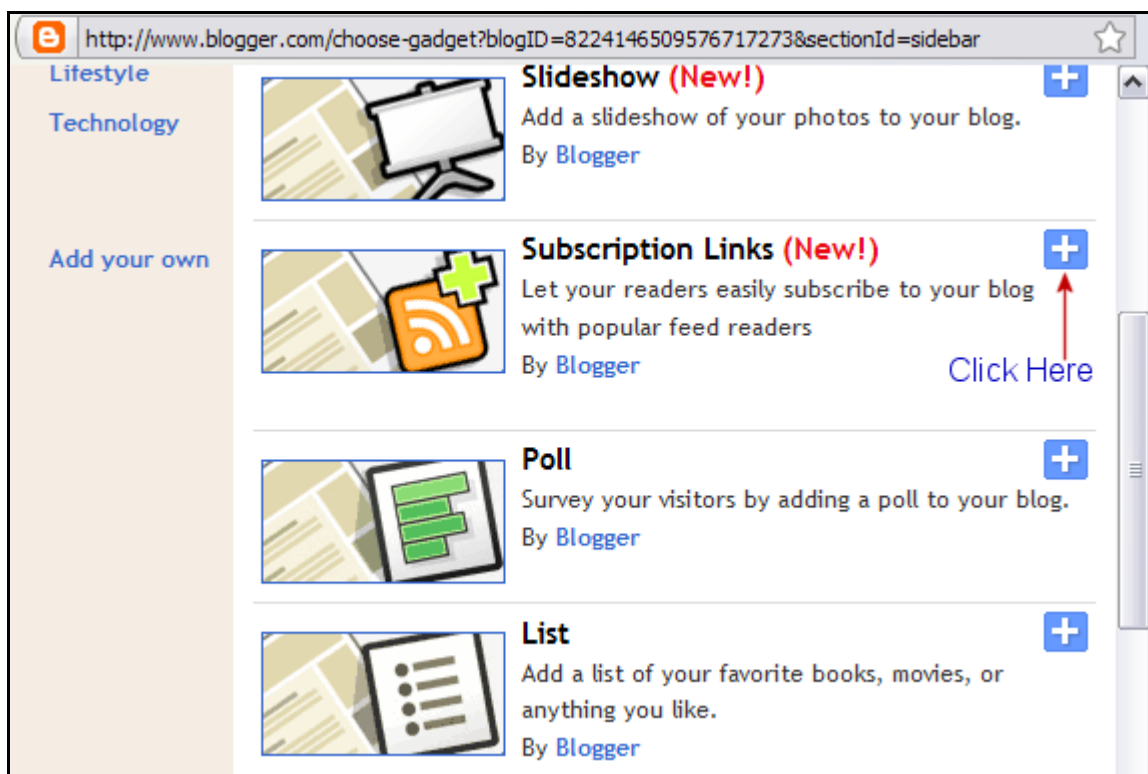 http://www.blogger.com/choose-gadget?blogID=8224146509576717273&sectionId=sidebar
Lifestyle
Technology
Add your own
Slideshow (New!)
Add a slideshow of your photos to your blog.
By Blogger
Subscription Links (New!)
Let your readers easily subscribe to your blog
with popular feed readers
By Blogger
Click Here
Poll
Survey your visitors by adding a poll to your blog.
By Blogger
List
Add a list of your favorite books, movies, or
anything you like.
By Blogger